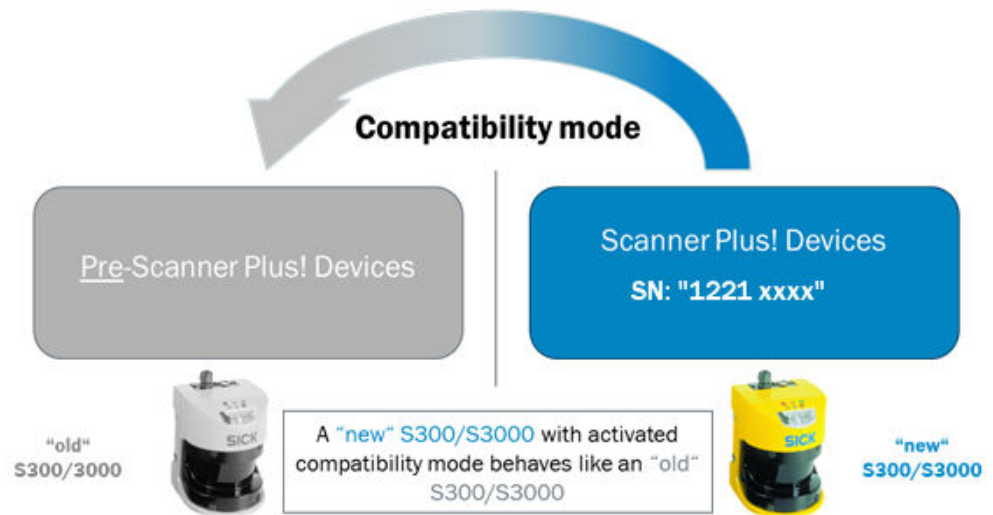 Compatibility mode
Pre-Scanner Plus! Devices
Scanner Plus! Devices
SN: "1221 xxxx"
“old“
S300/3000
SICK
A “new“ S300/S3000 with activated
compatibility mode behaves like an “old“
S300/S3000
SICK
“new“
S300/S3000